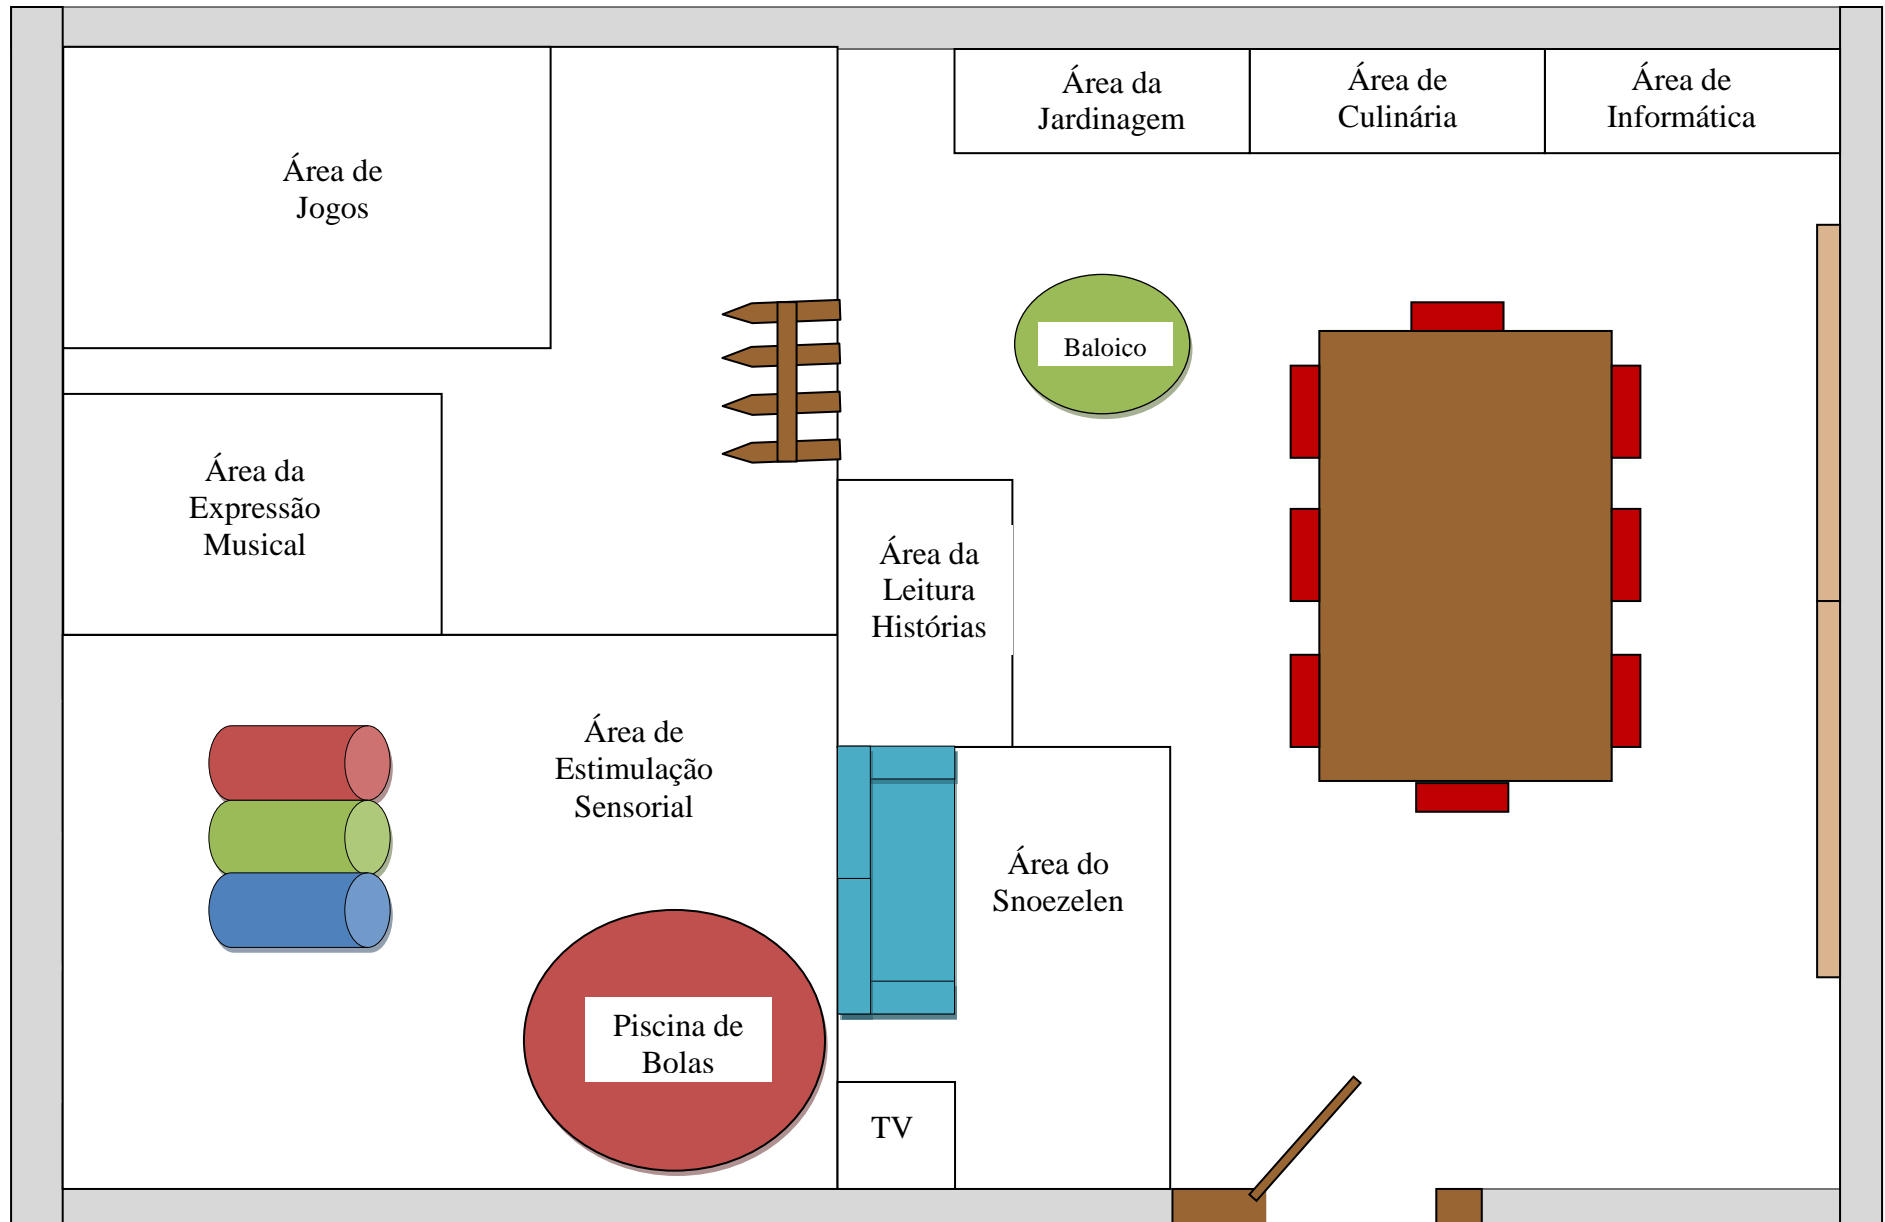 Área da
Jardinagem
Área de
Culinária
Área de
Informática
Área de
Jogos
Baloico
Área da
Expressão
Musical
Área da
Leitura
Histórias
Área de
Estimulação
Sensorial
Área do
Snoezelen
Piscina de
Bolas
TV